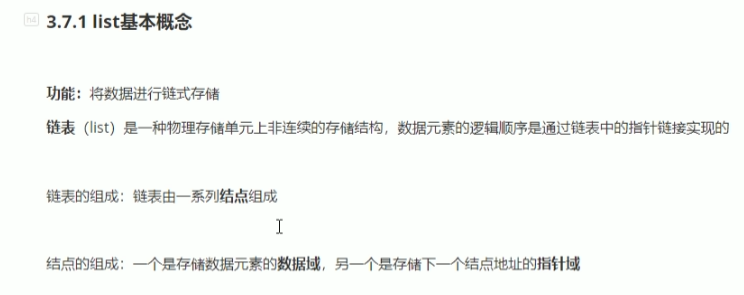 h4 3.7.1 list基本概念
功能：将数据进行链式存储
链表（list）是一种物理存储单元上非连续的存储结构，数据元素的逻辑顺序是通过链表中的指针链接实现的
链表的组成：链表由一系列结点组成
结点的组成：一个是存储数据元素的数据域，另一个是存储下一个结点地址的指针域